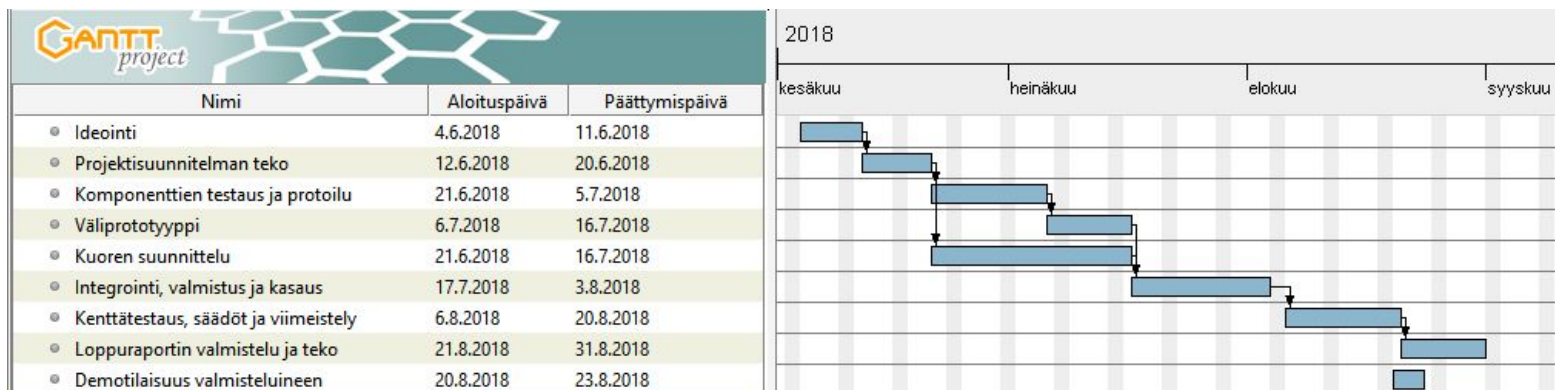 GANTT
project
2018
kesäkuu heinäkuu elokuu syyskuu
Nimi Aloituspäivä Päättymispäivä
Ideointi 4.6.2018 11.6.2018
Projektisuunnitelman teko 12.6.2018 20.6.2018
Komponenttien testaus ja protoilu 21.6.2018 5.7.2018
Väliprototyyppi 6.7.2018 16.7.2018
Kuoren suunnittelu 21.6.2018 16.7.2018
Integrointi, valmistus ja kasaus 17.7.2018 3.8.2018
Kenttätestaus, säädöt ja viimeistely 6.8.2018 20.8.2018
Loppuraportin valmistelu ja teko 21.8.2018 31.8.2018
Demotilaisuus valmisteluineen 20.8.2018 23.8.2018